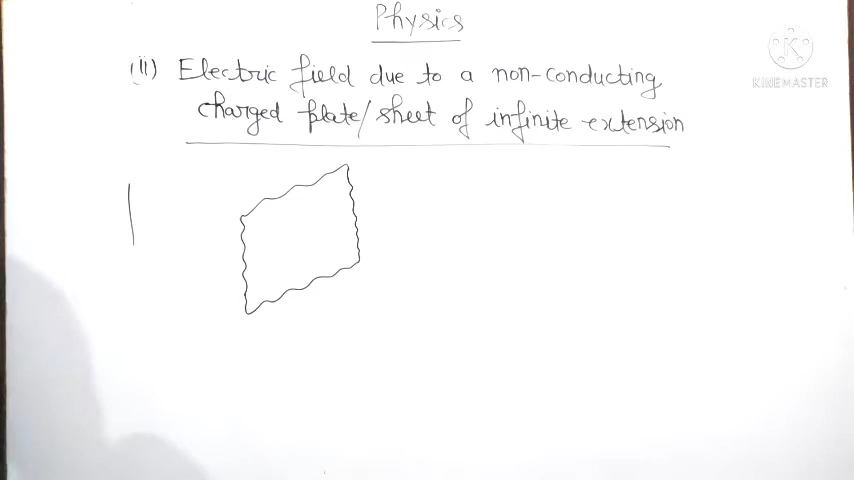 Physics
(ii) Electric field due to a non-conducting
charged plate/sheet of infinite extension
K
KINEMASTER